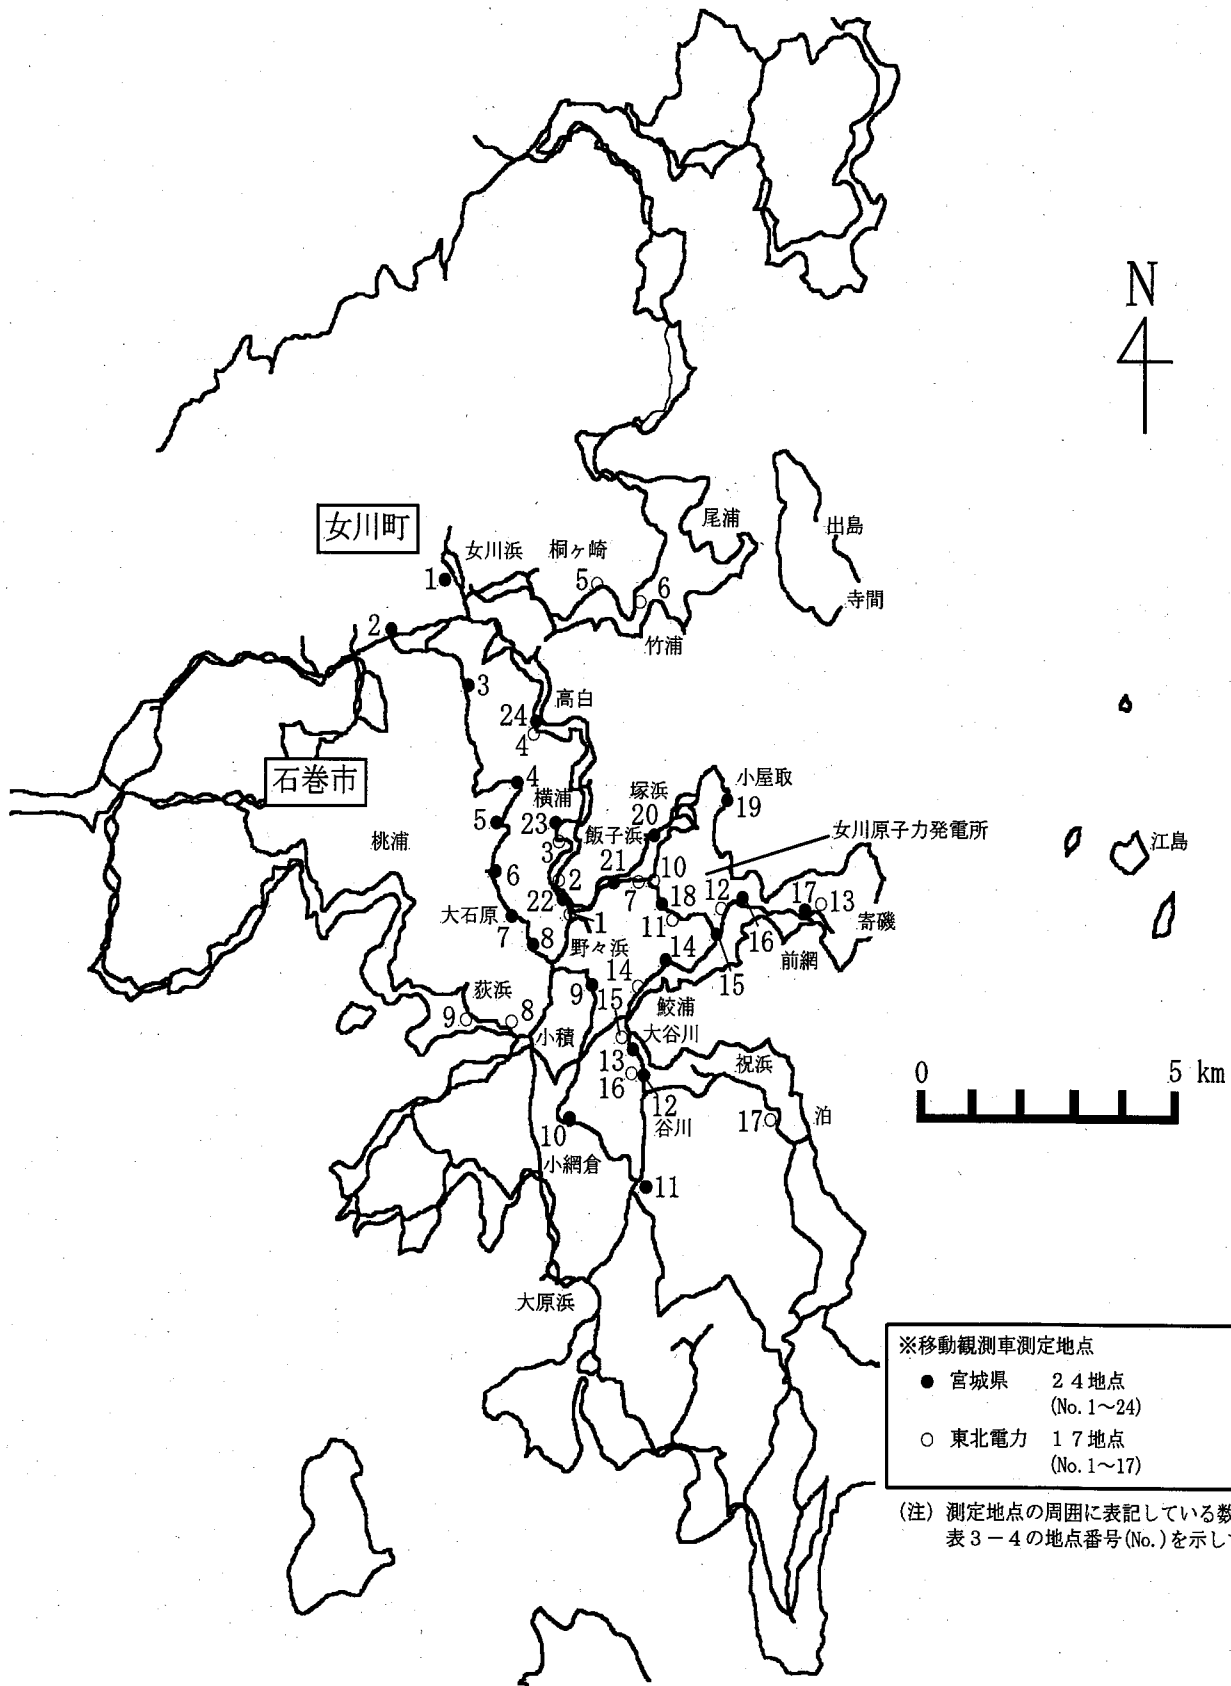 N
女川町
女川浜
桐ヶ崎
尾浦
出島
寺間
竹浦
1
5
6
2
3
高白
24
4
石巻市
4
横浦
23
3
5
桃浦
飯子浜
塚浜
20
小屋取
19
女川原子力発電所
江島
6
21
7
10
2
22
18
12
17
13
寄磯
大石原
7
8
1
野々浜
11
14
16
前網
15
荻浜
9
8
9
14
15
鮫浦
小積
大谷川
13
16
12
祝浜
谷川
17
泊
10
小網倉
11
大原浜
0
5 km
※移動観測車測定地点
● 宮城県 24地点
(No.1～24)
○ 東北電力 17地点
(No.1～17)
(注) 測定地点の周囲に表記している数
表3－4の地点番号(No.)を示し